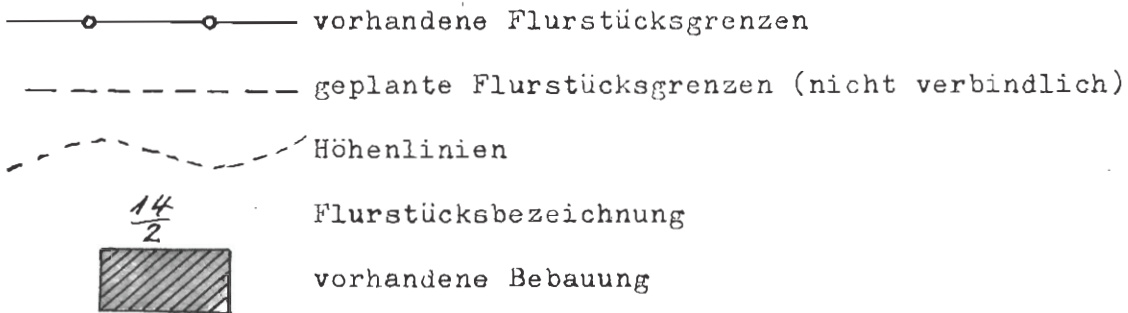 vorhandene Flurstücksgrenzen
geplante Flurstücksgrenzen (nicht verbindlich)
Höhenlinien
14/2 Flurstücksbezeichnung
vorhandene Bebauung